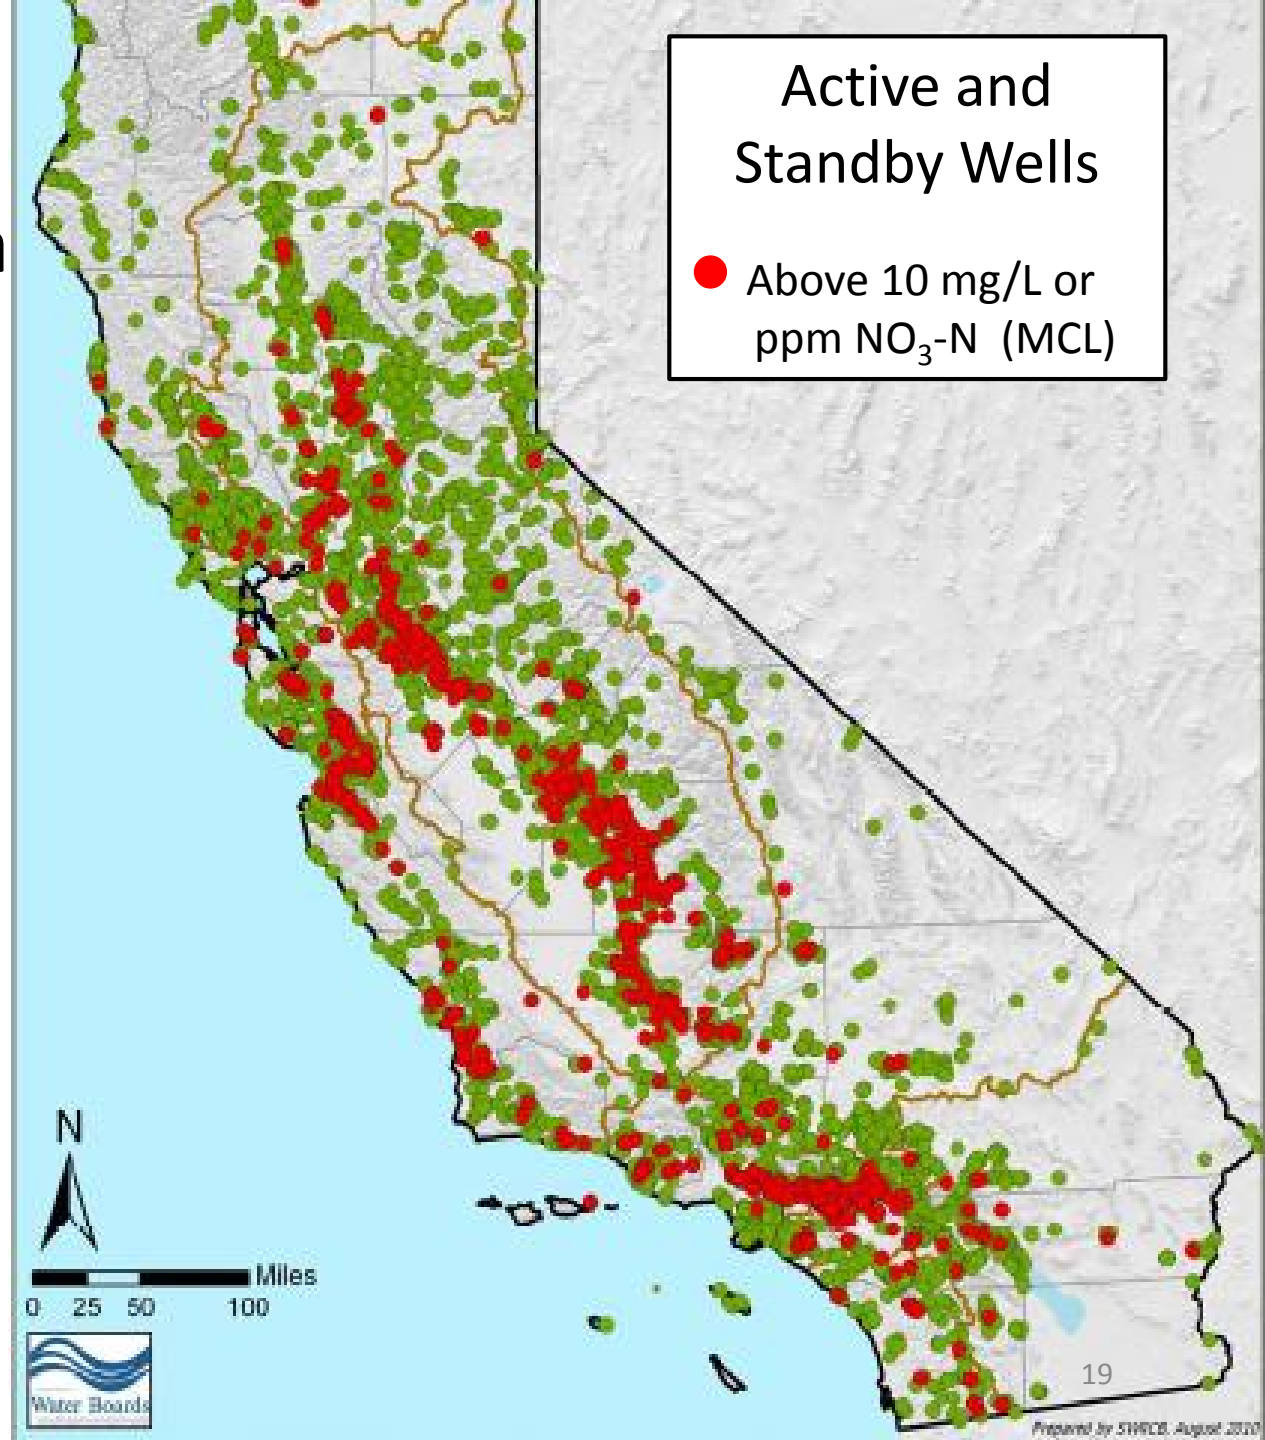 Active and
Standby Wells
Above 10 mg/L or
ppm NO₃-N (MCL)
N
Miles
0 25 50 100
Water Boards
19
Prepared by SWRCB, August 2010